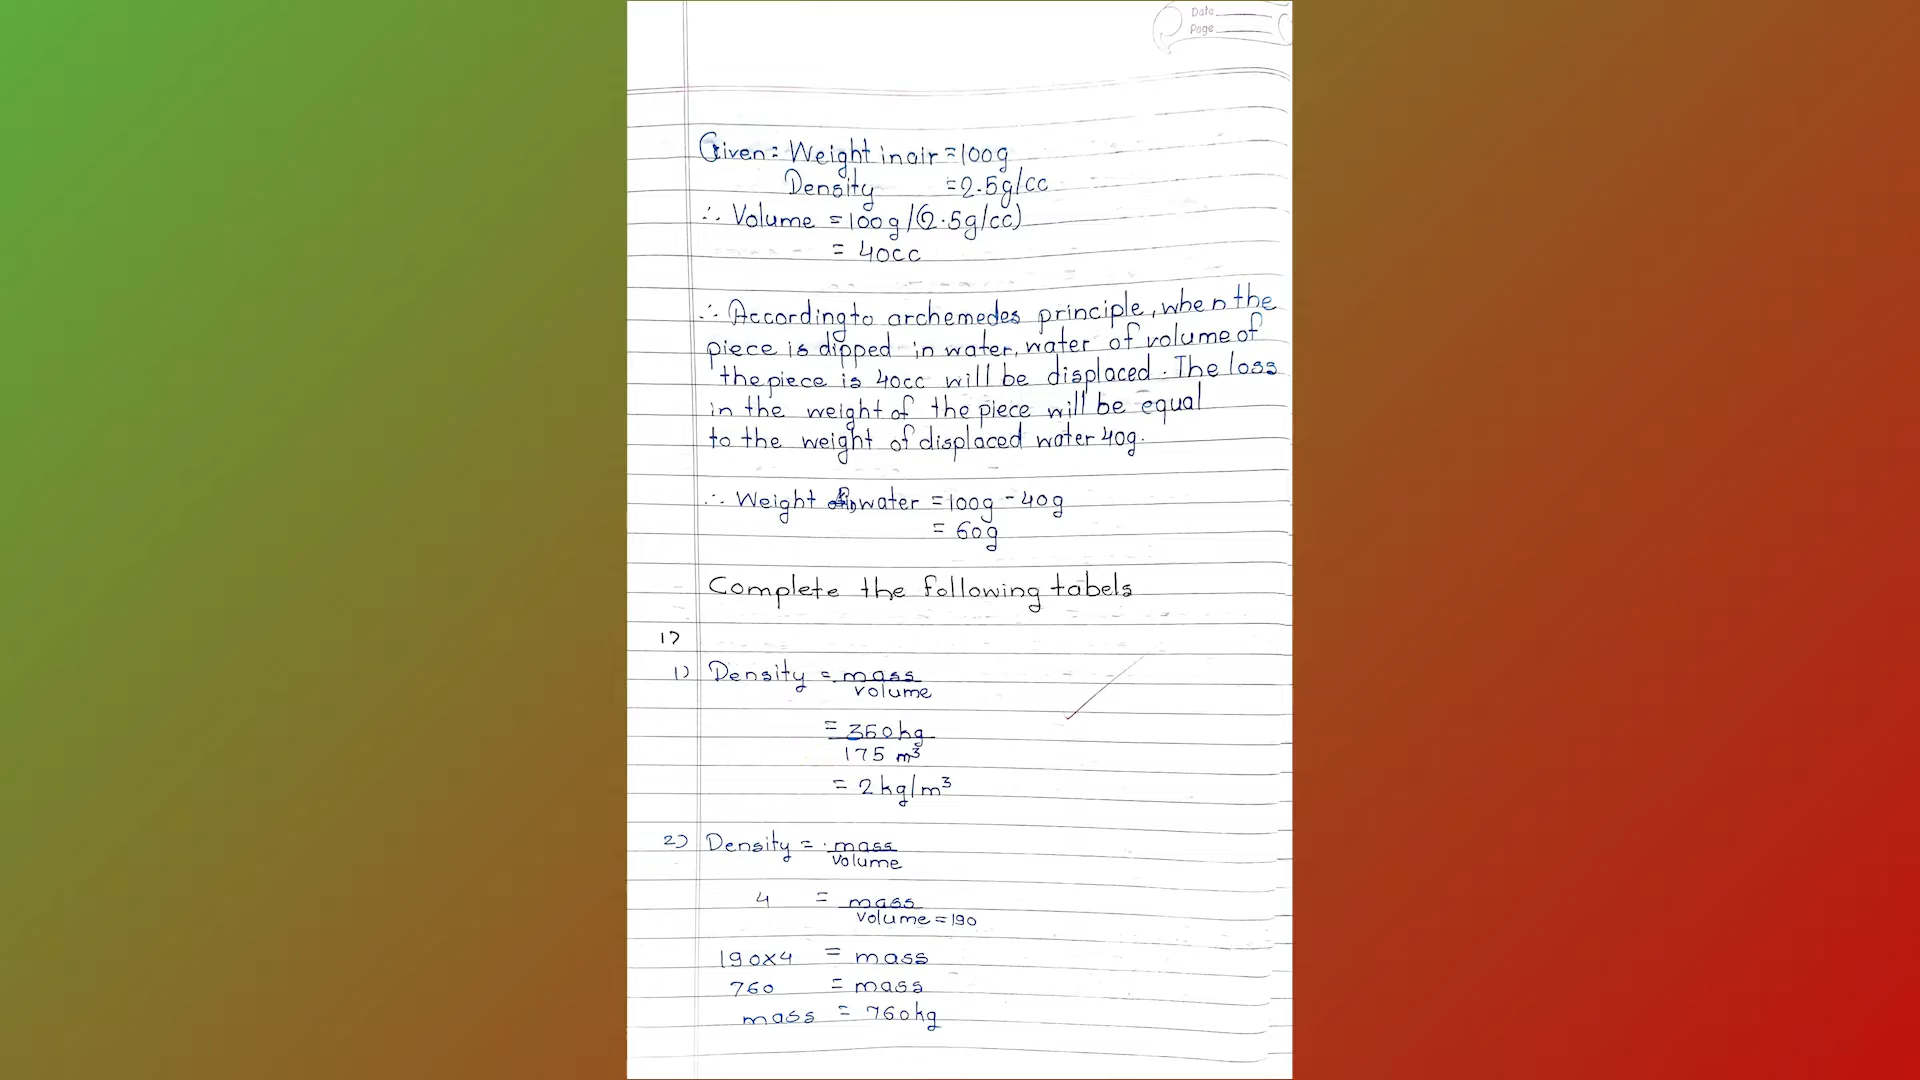 Date
Page
Given: Weight in air = 100g
Density = 2.5g/cc
∴ Volume = 100g/(2.5g/cc)
= 40cc
∴ According to archemedes principle, when the
piece is dipped in water, water of volume of
the piece is 40cc will be displaced. The loss
in the weight of the piece will be equal
to the weight of displaced water 40g.
∴ Weight water = 100g - 40g
= 60g
Complete the following tabels
1)
1) Density = mass
volume
= 350kg
175 m³
= 2kg/m³
2) Density = mass
volume
4 = mass
volume = 190
190x4 = mass
760 = mass
mass = 760kg